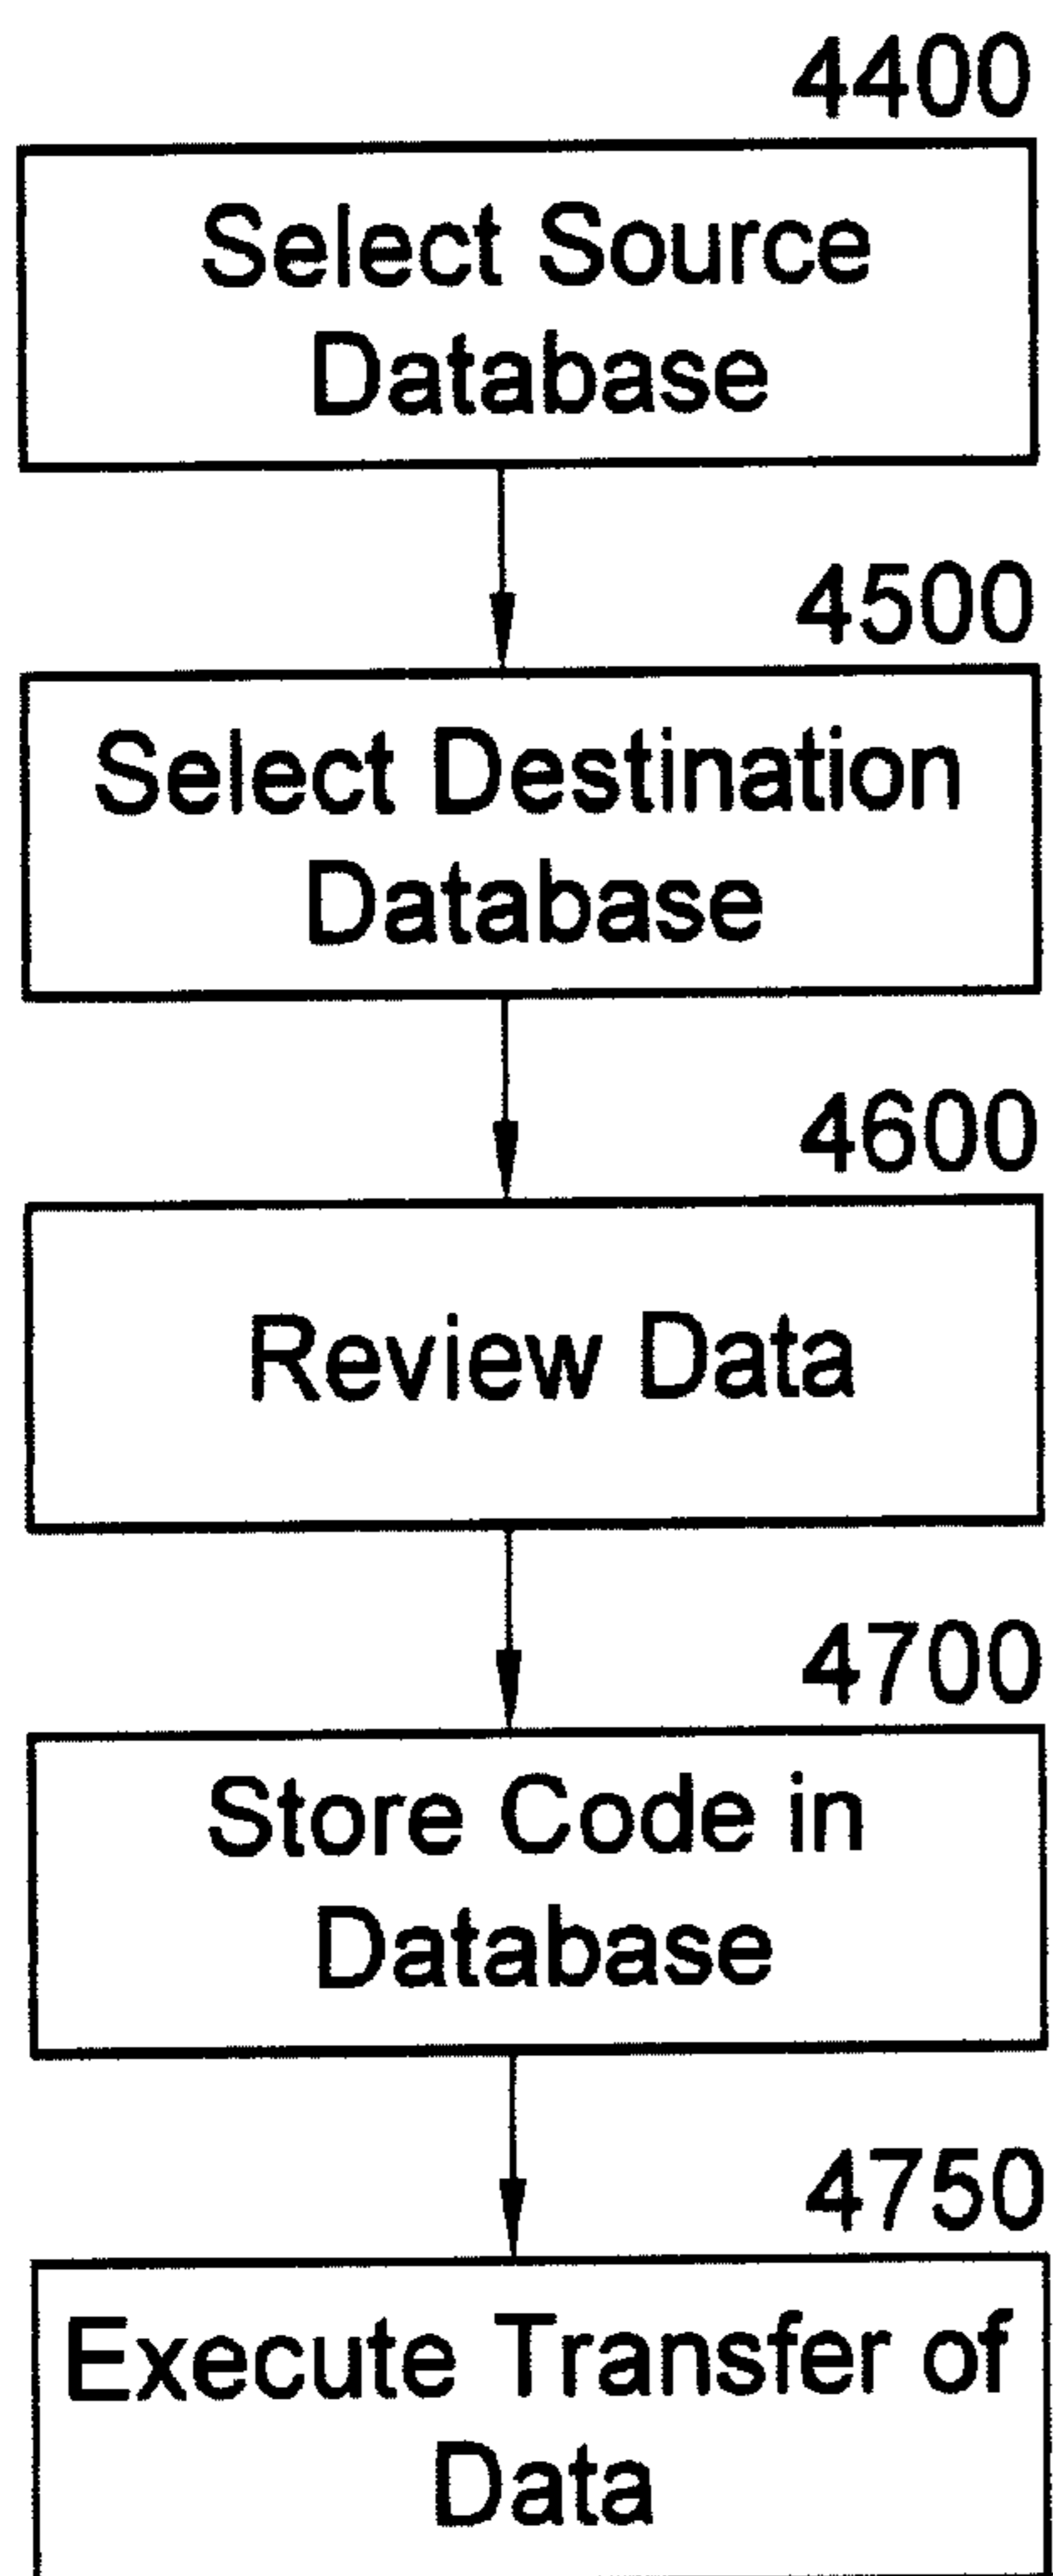 4400
Select Source
Database
4500
Select Destination
Database
4600
Review Data
4700
Store Code in
Database
4750
Execute Transfer of
Data